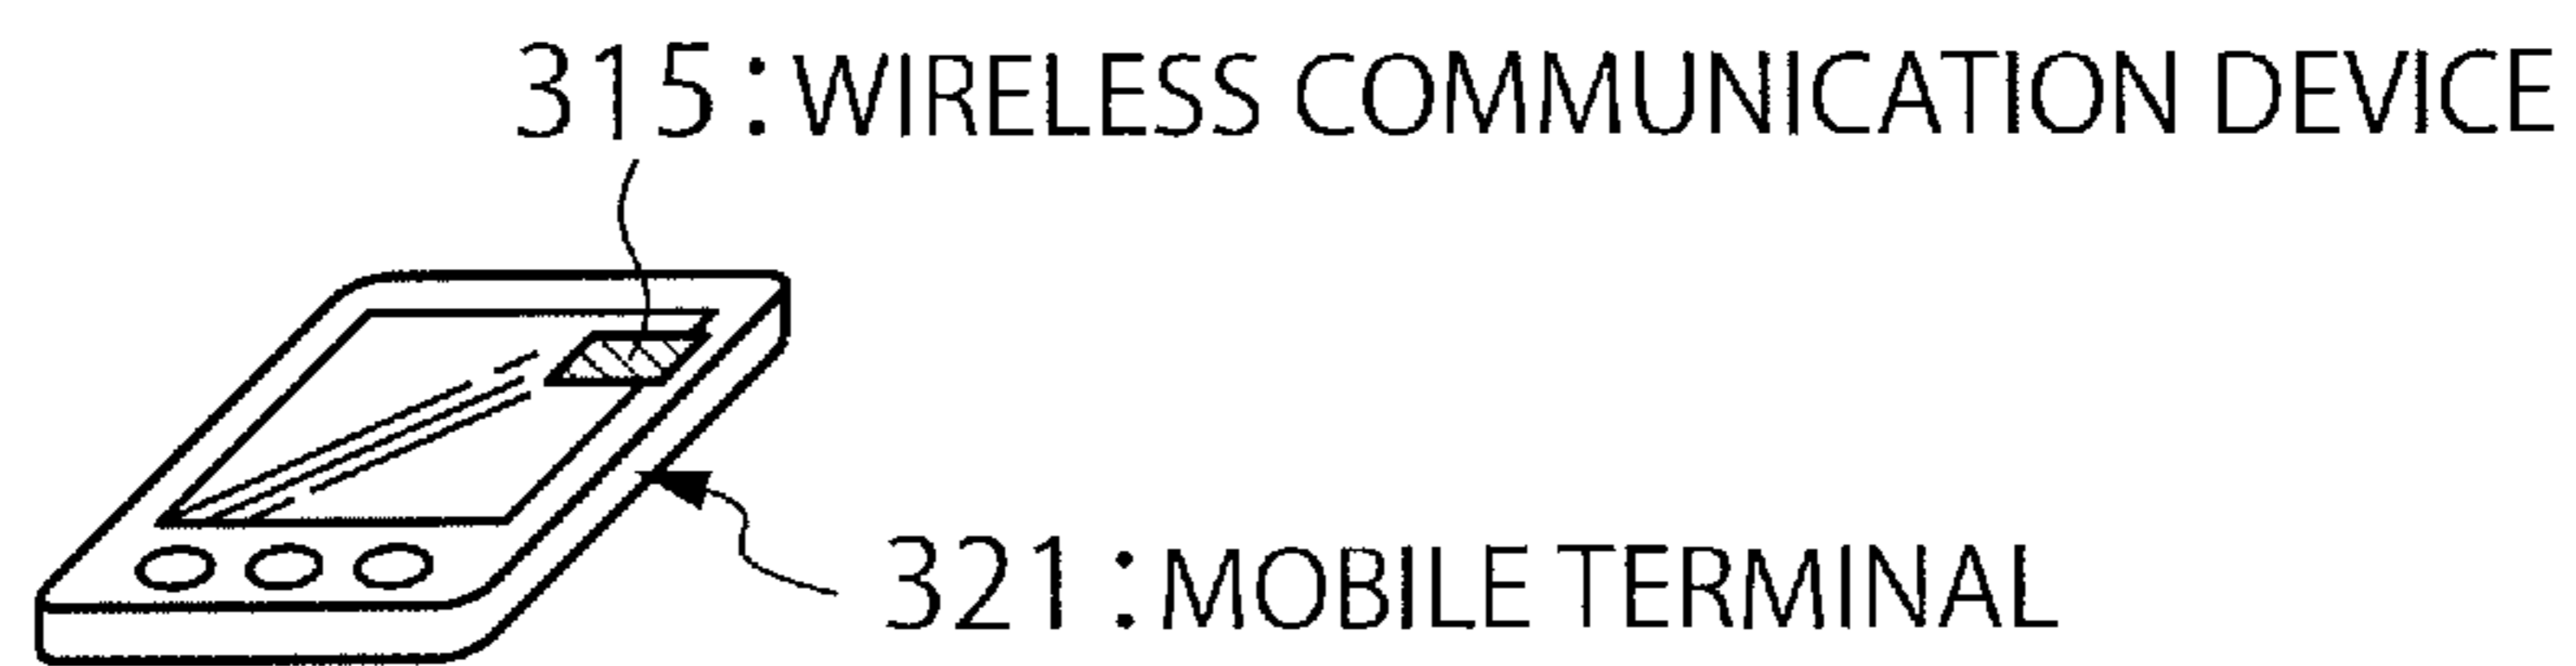 315 : WIRELESS COMMUNICATION DEVICE
321 : MOBILE TERMINAL